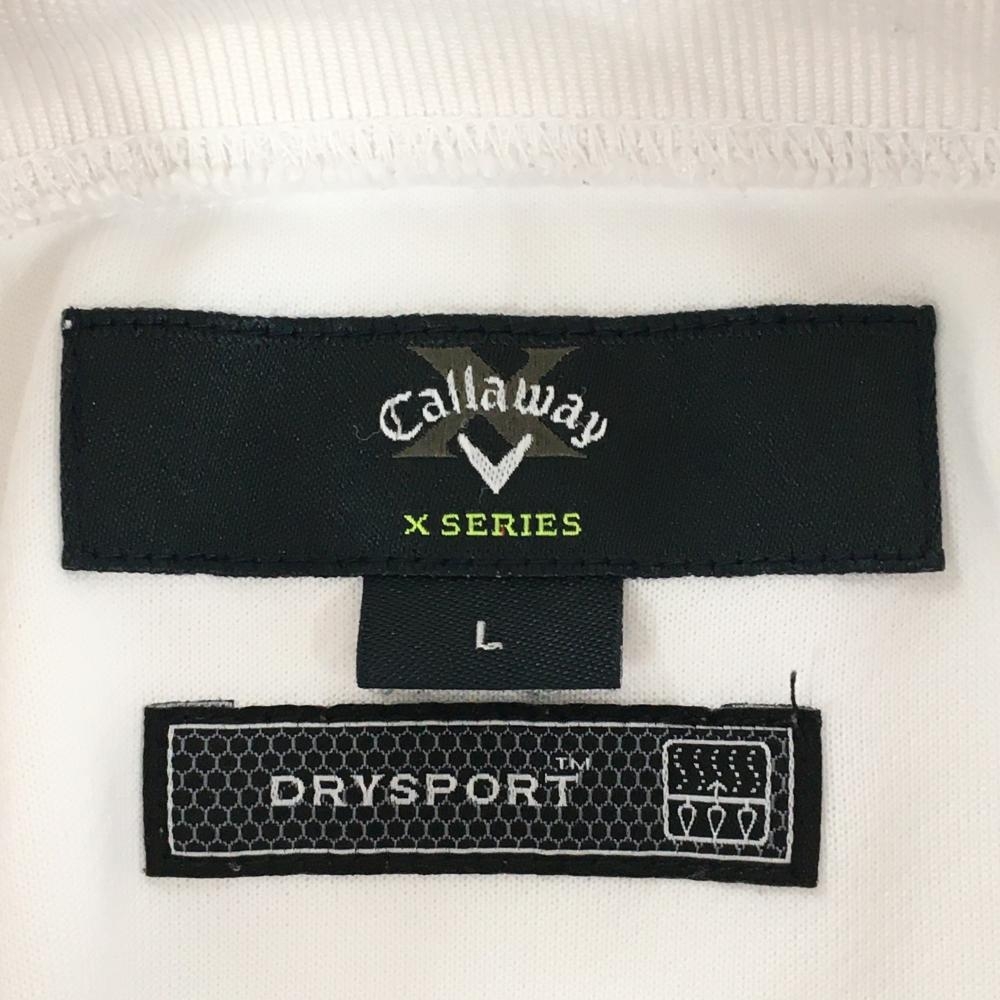 X
Callaway
X SERIES
L
DRYSPORT™